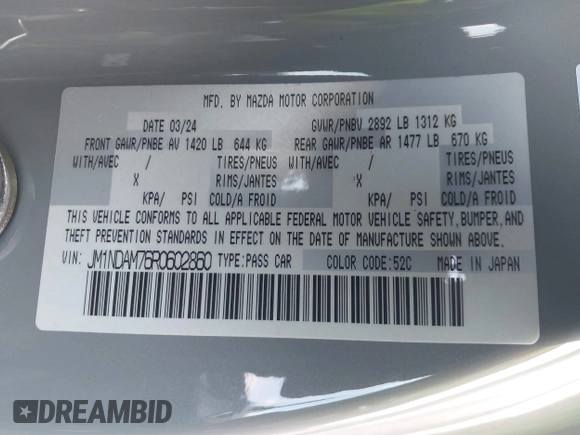 MFD. BY MAZDA MOTOR CORPORATION
DATE 03/24 GVWR/PNBV 2892 LB 1312 KG
FRONT GAWR/PNBE AV 1420 LB 644 KG REAR GAWR/PNBE AR 1477 LB 670 KG
WITH/AVEC / TIRES/PNEUS WITH/AVEC / TIRES/PNEUS
X RIMS/JANTES X RIMS/JANTES
KPA/ PSI COLD/A FROID KPA/ PSI COLD/A FROID
THIS VEHICLE CONFORMS TO ALL APPLICABLE FEDERAL MOTOR VEHICLE SAFETY, BUMPER, AND
THEFT PREVENTION STANDARDS IN EFFECT ON THE DATE OF MANUFACTURE SHOWN ABOVE.
VIN: JM1NDAM76R0602860 TYPE: PASS CAR COLOR CODE: 52C MADE IN JAPAN
DREAMBID